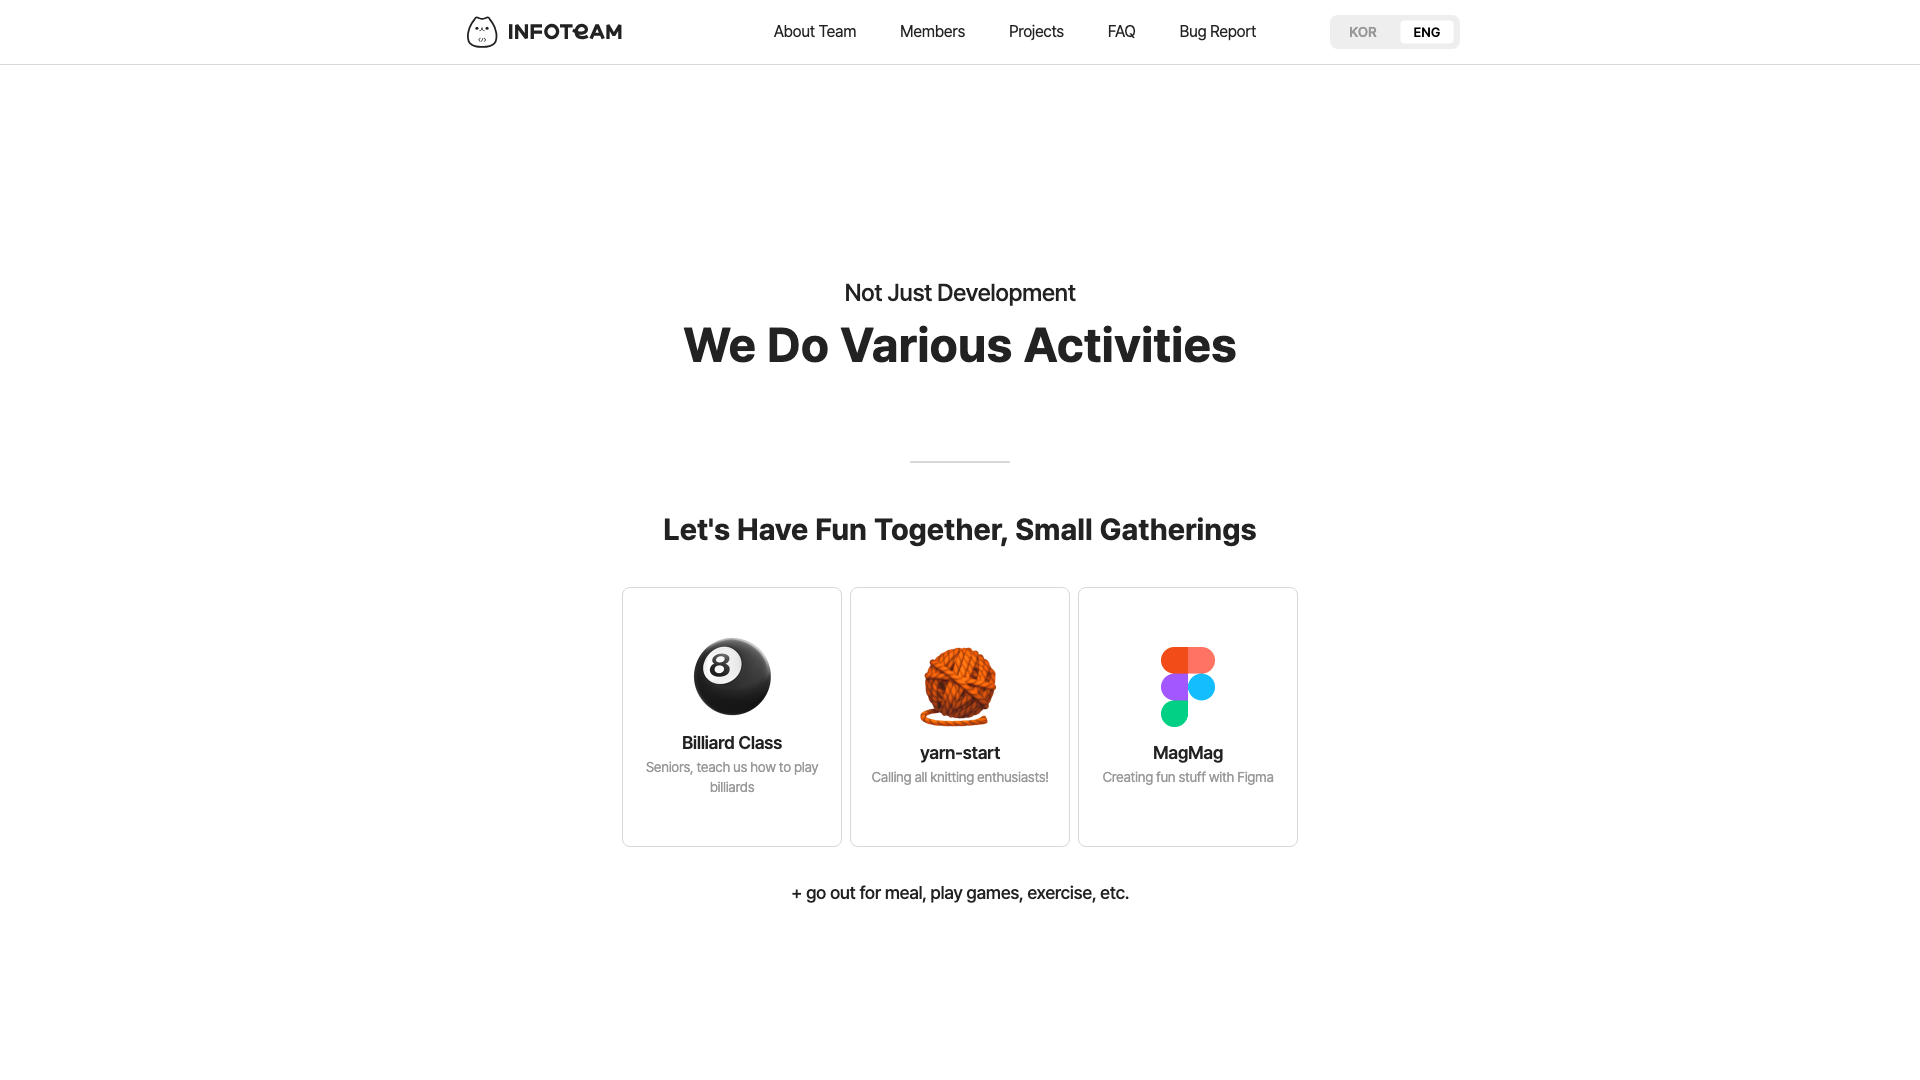 INFOTEAM
About Team
Members
Projects
FAQ
Bug Report
KOR
ENG
Not Just Development
We Do Various Activities
Let's Have Fun Together, Small Gatherings
8
Billiard Class
Seniors, teach us how to play
billiards
yarn-start
Calling all knitting enthusiasts!
MagMag
Creating fun stuff with Figma
+ go out for meal, play games, exercise, etc.